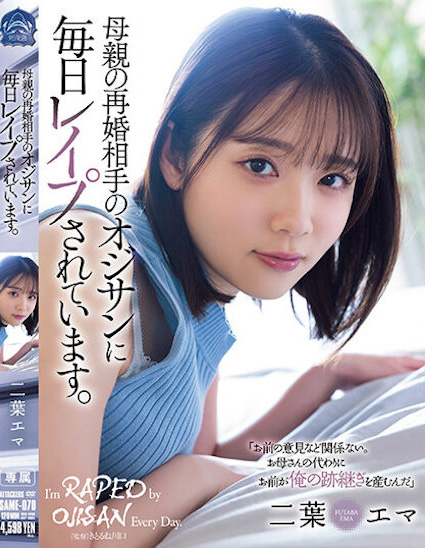 母親の再婚相手のオジサンに
毎日レイプされています。
二葉エマ
専属
ATTACKERS
SAME-070
120MIN
4,598YEN
母親の再婚相手のオジサンに
毎日レイプされています。
I'm RAPED by
OJISAN Every Day.
「お前の意見など関係ない。
お母さんの代わりに
お前が俺の跡継ぎを産むんだ」
二葉エマ
FUTABA
EMA